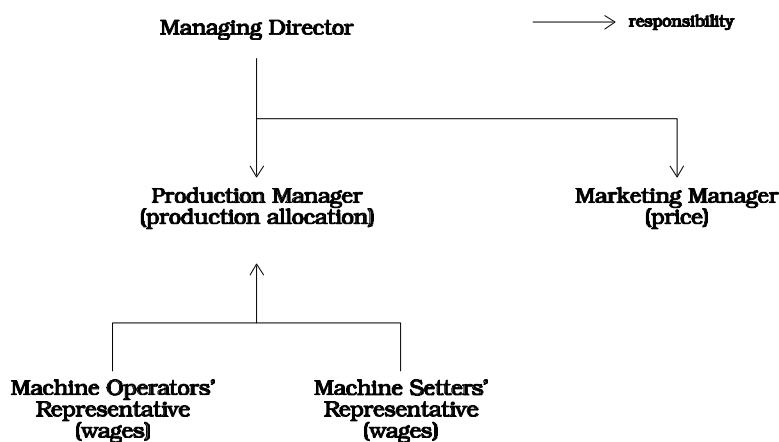 Managing Director
responsibility
Production Manager
(production allocation)
Marketing Manager
(price)
Machine Operators'
Representative
(wages)
Machine Setters'
Representative
(wages)